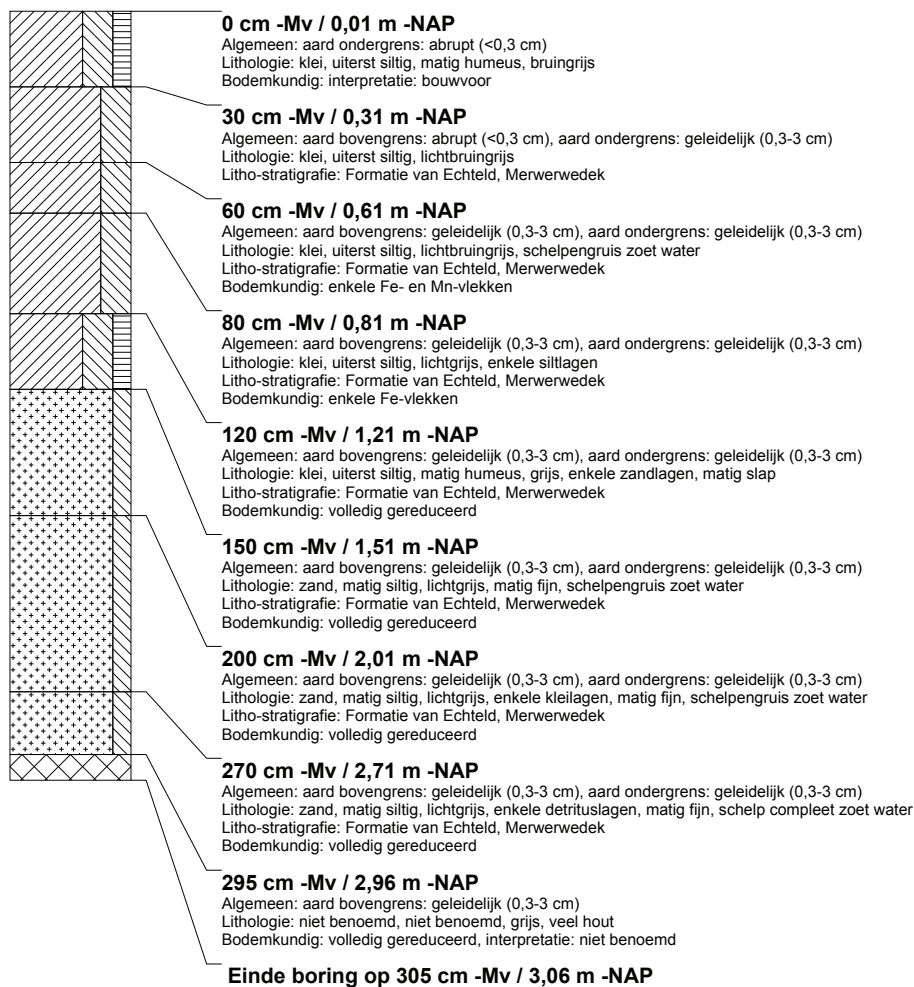 0 cm -Mv / 0,01 m -NAP
Algemeen: aard ondergrens: abrupt (<0,3 cm)
Lithologie: klei, uiterst siltig, matig humeus, bruingrijs
Bodemkundig: interpretatie: bouwvoor
30 cm -Mv / 0,31 m -NAP
Algemeen: aard bovengrens: abrupt (<0,3 cm), aard ondergrens: geleidelijk (0,3-3 cm)
Lithologie: klei, uiterst siltig, lichtbruingrijs
Litho-stratigrafie: Formatie van Echteld, Merwerwedek
60 cm -Mv / 0,61 m -NAP
Algemeen: aard bovengrens: geleidelijk (0,3-3 cm), aard ondergrens: geleidelijk (0,3-3 cm)
Lithologie: klei, uiterst siltig, lichtbruingrijs, schelpengruis zoet water
Litho-stratigrafie: Formatie van Echteld, Merwerwedek
Bodemkundig: enkele Fe- en Mn-vlekken
80 cm -Mv / 0,81 m -NAP
Algemeen: aard bovengrens: geleidelijk (0,3-3 cm), aard ondergrens: geleidelijk (0,3-3 cm)
Lithologie: klei, uiterst siltig, lichtgrijs, enkele siltlagen
Litho-stratigrafie: Formatie van Echteld, Merwerwedek
Bodemkundig: enkele Fe-vlekken
120 cm -Mv / 1,21 m -NAP
Algemeen: aard bovengrens: geleidelijk (0,3-3 cm), aard ondergrens: geleidelijk (0,3-3 cm)
Lithologie: klei, uiterst siltig, matig humeus, grijs, enkele zandlagen, matig slap
Litho-stratigrafie: Formatie van Echteld, Merwerwedek
Bodemkundig: volledig gereduceerd
150 cm -Mv / 1,51 m -NAP
Algemeen: aard bovengrens: geleidelijk (0,3-3 cm), aard ondergrens: geleidelijk (0,3-3 cm)
Lithologie: zand, matig siltig, lichtgrijs, matig fijn, schelpengruis zoet water
Litho-stratigrafie: Formatie van Echteld, Merwerwedek
Bodemkundig: volledig gereduceerd
200 cm -Mv / 2,01 m -NAP
Algemeen: aard bovengrens: geleidelijk (0,3-3 cm), aard ondergrens: geleidelijk (0,3-3 cm)
Lithologie: zand, matig siltig, lichtgrijs, enkele kleilagen, matig fijn, schelpengruis zoet water
Litho-stratigrafie: Formatie van Echteld, Merwerwedek
Bodemkundig: volledig gereduceerd
270 cm -Mv / 2,71 m -NAP
Algemeen: aard bovengrens: geleidelijk (0,3-3 cm), aard ondergrens: geleidelijk (0,3-3 cm)
Lithologie: zand, matig siltig, lichtgrijs, enkele detrituslagen, matig fijn, schelp compleet zoet water
Litho-stratigrafie: Formatie van Echteld, Merwerwedek
Bodemkundig: volledig gereduceerd
295 cm -Mv / 2,96 m -NAP
Algemeen: aard bovengrens: geleidelijk (0,3-3 cm)
Lithologie: niet benoemd, niet benoemd, grijs, veel hout
Bodemkundig: volledig gereduceerd, interpretatie: niet benoemd
Einde boring op 305 cm -Mv / 3,06 m -NAP